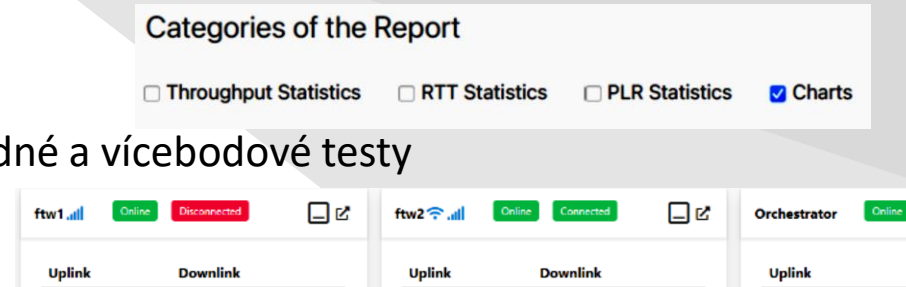 Categories of the Report
Throughput Statistics RTT Statistics PLR Statistics Charts
dné a vícebodové testy
ftw1 Online Disconnected ftw2 Online Connected Orchestrator Online
Uplink Downlink Uplink Downlink Uplink